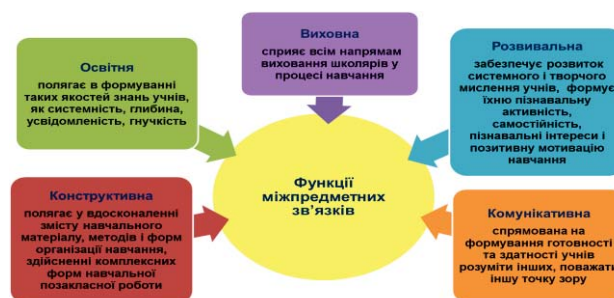 Виховна
сприяє всім напрямам
виховання школярів у
процесі навчання
Освітня
полягає в формуванні
таких якостей знань учнів,
як системність, глибина,
усвідомленість, гнучкість
Розвивальна
забезпечує розвиток
системного і творчого
мислення учнів, формує
їхню пізнавальну
активність,
самостійність,
пізнавальні інтереси і
позитивну мотивацію
навчання
Функції
міжпредметних
зв’язків
Конструктивна
полягає у вдосконаленні
змісту навчального
матеріалу, методів і форм
організації навчання,
здійсненні комплексних
форм навчальної
позакласної роботи
Комунікативна
спрямована на
формування готовності
та здатності учнів
розуміти інших, поважати
іншу точку зору